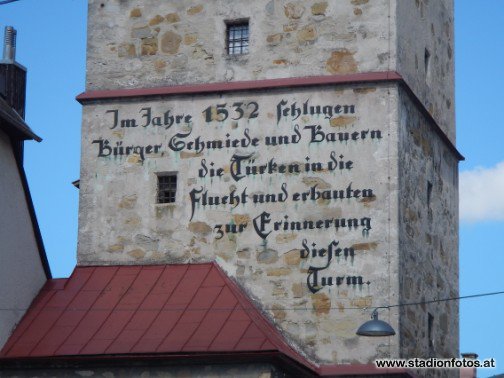 Im Jahre 1532 schlugen
Bürger, Schmiede und Bauern
die Türken in die
Flucht und erbauten
zur Erinnerung
diesen
Turm.
www.stadionfotos.at